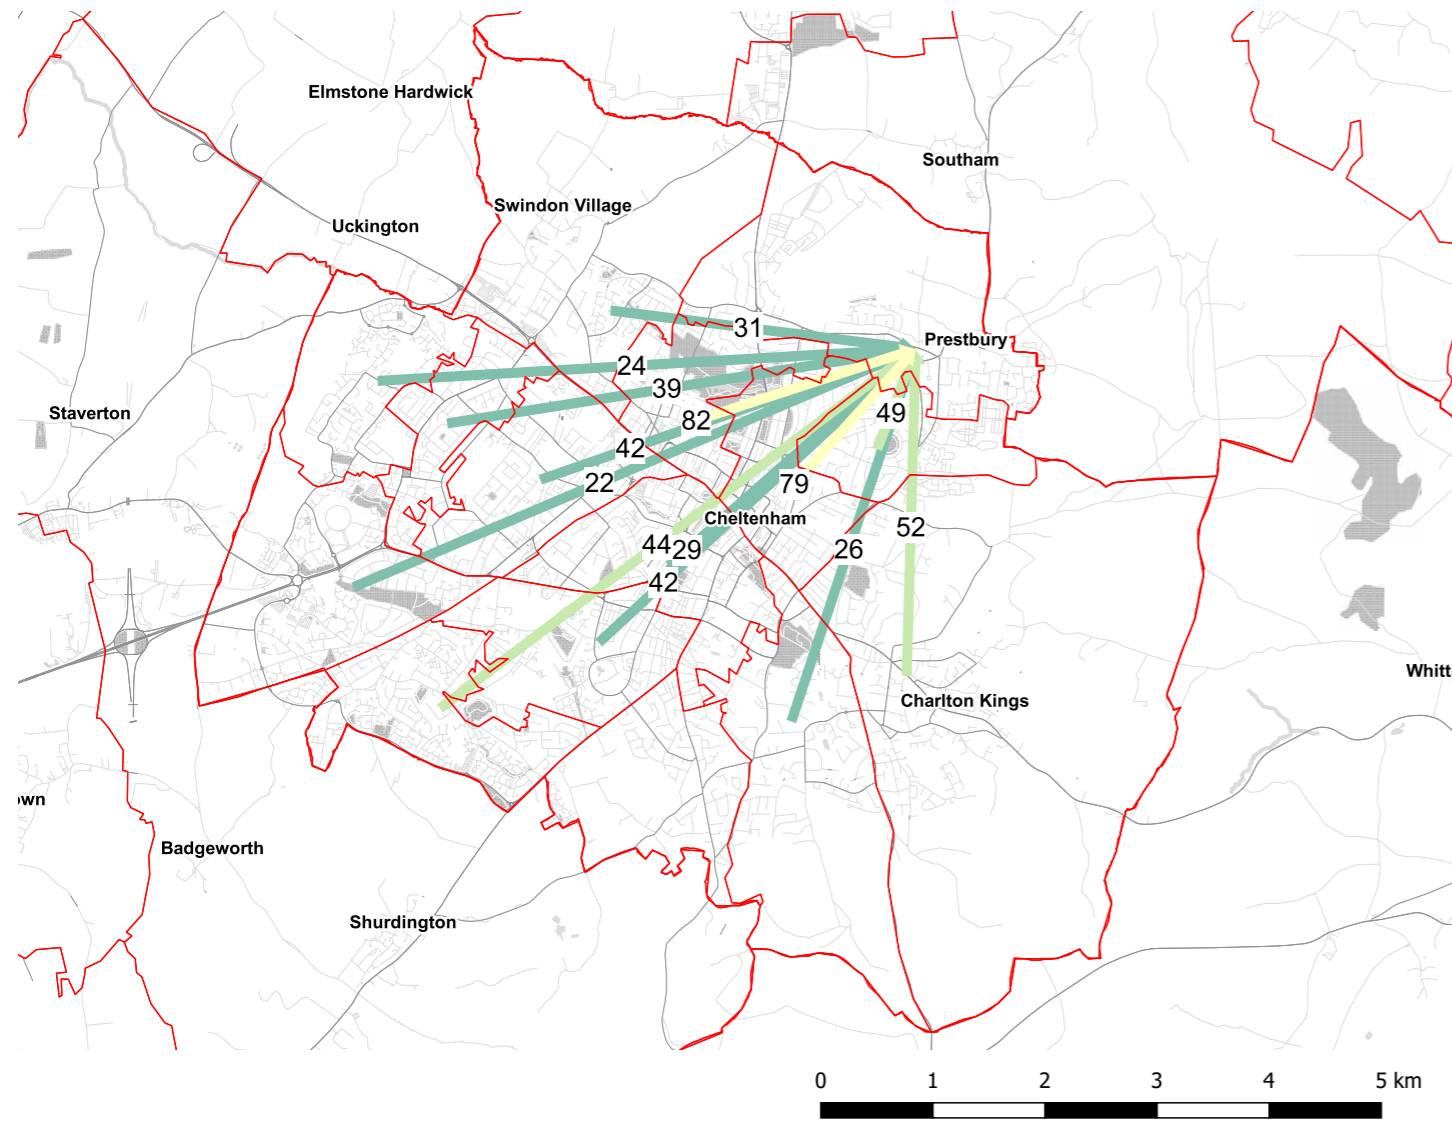 Elmstone Hardwick
Southam
Swindon Village
Uckington
31
Prestbury
24
39
Staverton
82
49
42
22
79
Cheltenham
52
44
29
26
42
Whitt
Charlton Kings
own
Badgeworth
Shurdington
0 1 2 3 4 5 km